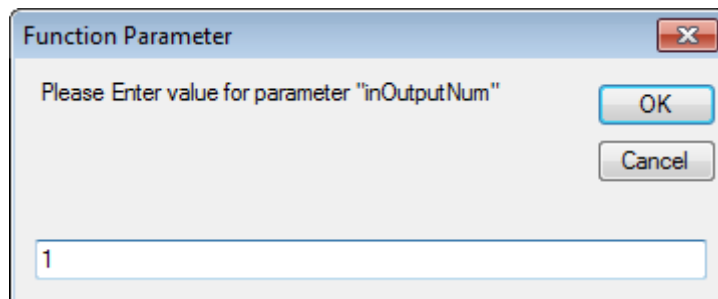 Function Parameter
Please Enter value for parameter "inOutputNum"
OK
Cancel
1